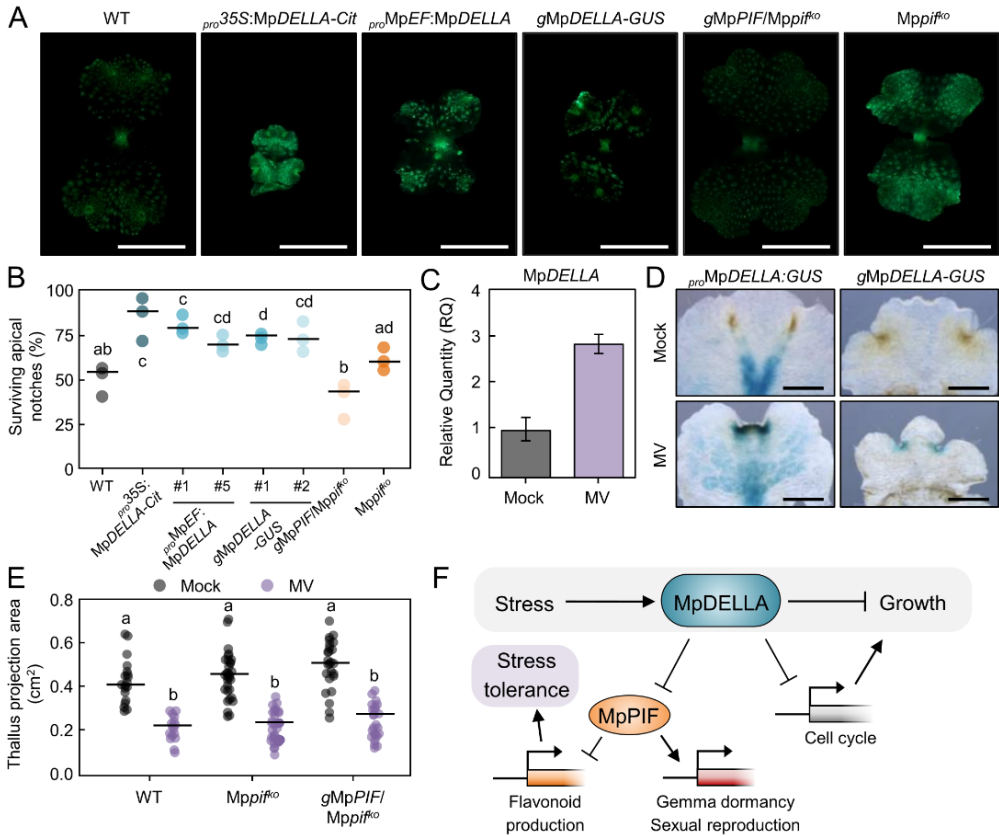 A
WT
pro35S:MpDELLA-Cit
proMpEF:MpDELLA
gMpDELLA-GUS
gMpPIF/Mppifko
Mppifko
B
Surviving apical
notches (%)
100
75
50
25
0
ab
c
c
cd
d
cd
b
ad
WT
pro35S:
MpDELLA-Cit
#1
#5
proMpEF:
MpDELLA
#1
#2
gMpDELLA
-GUS
gMpPIF/Mppifko
Mppifko
C
MpDELLA
Relative Quantity (RQ)
4
3
2
1
0
Mock
MV
D
proMpDELLA:GUS
gMpDELLA-GUS
Mock
MV
E
Mock
MV
Thallus projection area
(cm2)
0.8
0.6
0.4
0.2
0.0
a
b
a
b
a
b
WT
Mppifko
gMpPIF/
Mppifko
F
Stress
MpDELLA
Growth
Stress
tolerance
MpPIF
Cell cycle
Flavonoid
production
Gemma dormancy
Sexual reproduction